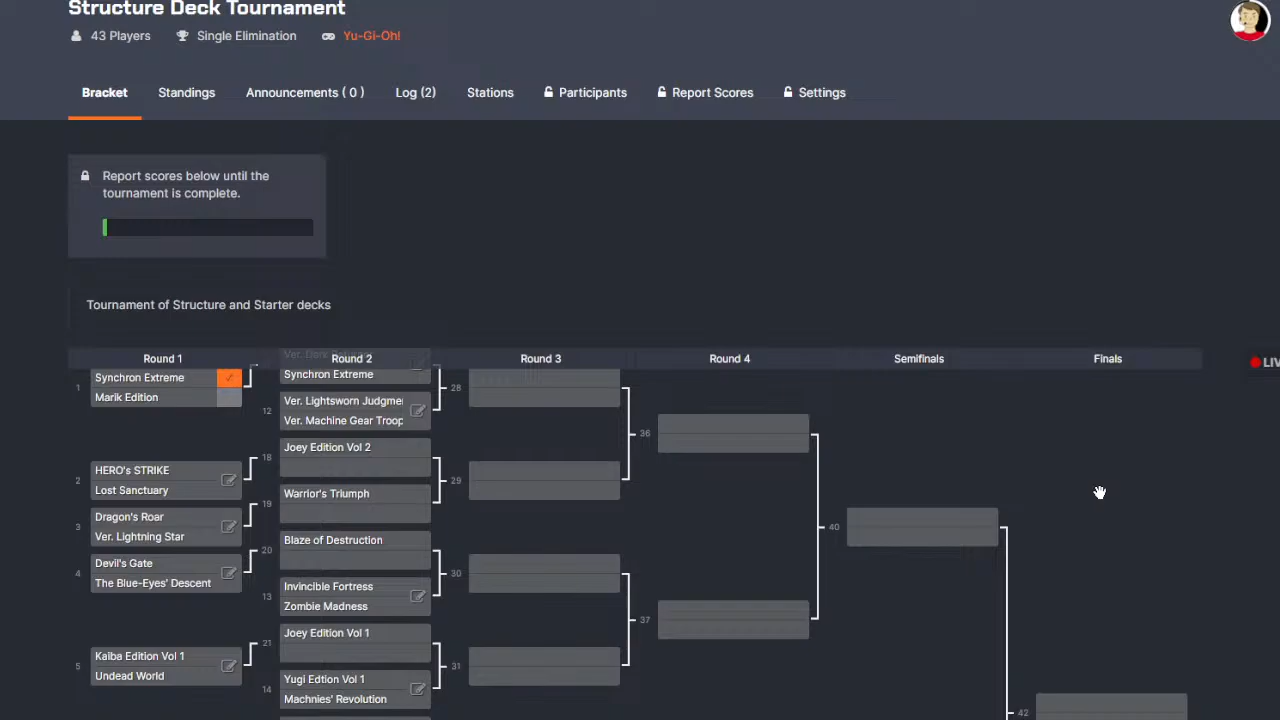 Structure Deck Tournament
43 Players Single Elimination Yu-Gi-Oh!
Bracket Standings Announcements ( 0 ) Log (2) Stations Participants Report Scores Settings
Report scores below until the
tournament is complete.
Tournament of Structure and Starter decks
Round 1 Round 2 Round 3 Round 4 Semifinals Finals
LIV
1
Synchron Extreme
Marik Edition
2
HERO's STRIKE
Lost Sanctuary
3
Dragon's Roar
Ver. Lightning Star
4
Devil's Gate
The Blue-Eyes' Descent
5
Kaiba Edition Vol 1
Undead World
Synchron Extreme
12
Ver. Lightsworn Judgme
Ver. Machine Gear Troop
18
Joey Edition Vol 2
19
Warrior's Triumph
20
Blaze of Destruction
13
Invincible Fortress
Zombie Madness
21
Joey Edition Vol 1
14
Yugi Edtion Vol 1
Machnies' Revolution
28
29
30
31
36
37
40
42